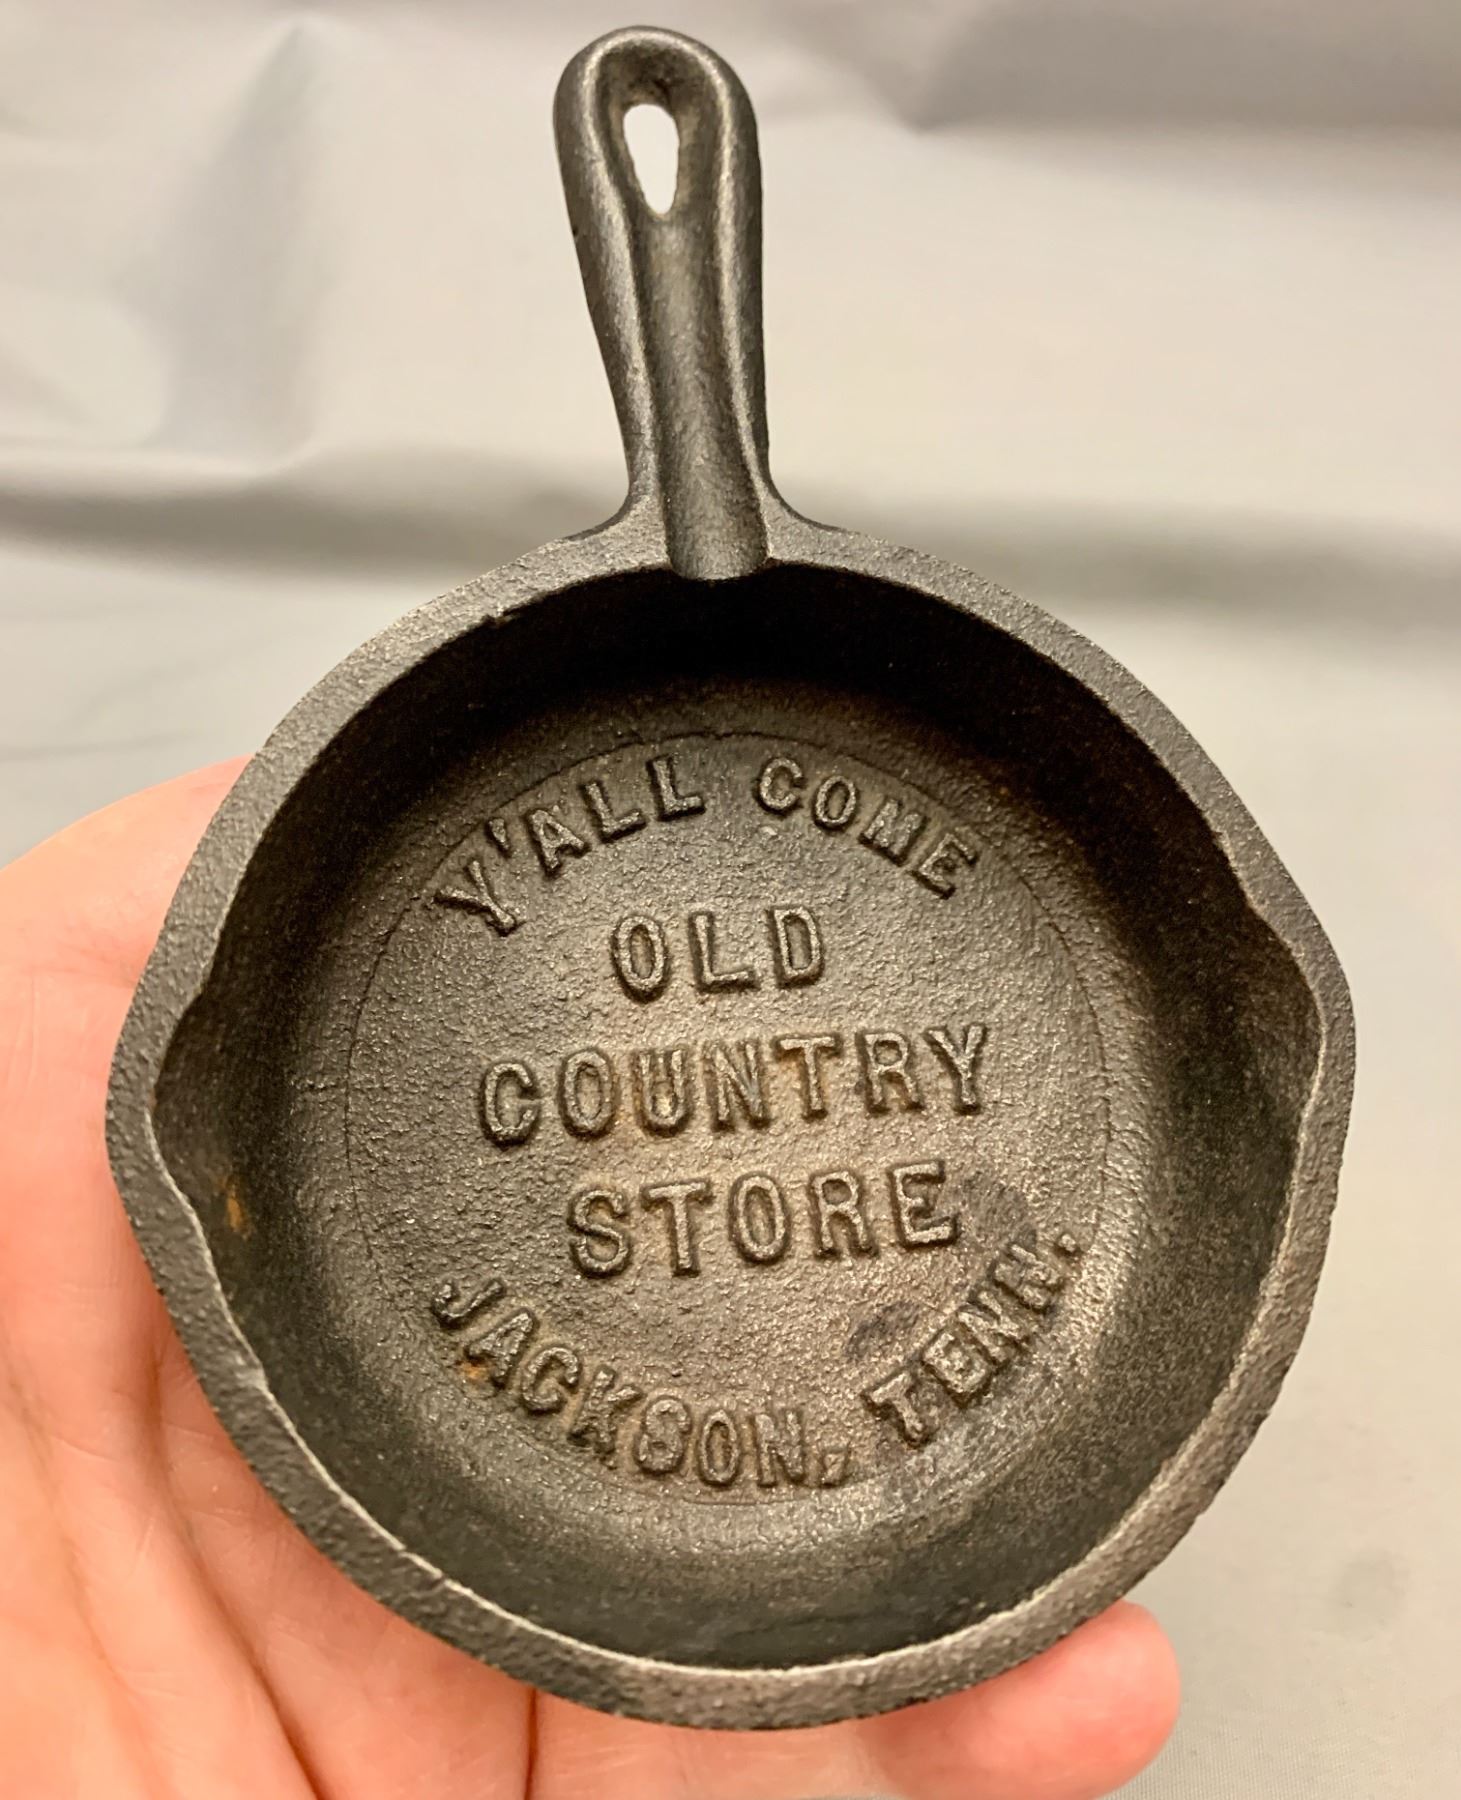 Y'ALL COME
OLD
COUNTRY
STORE
JACKSON, TENN.